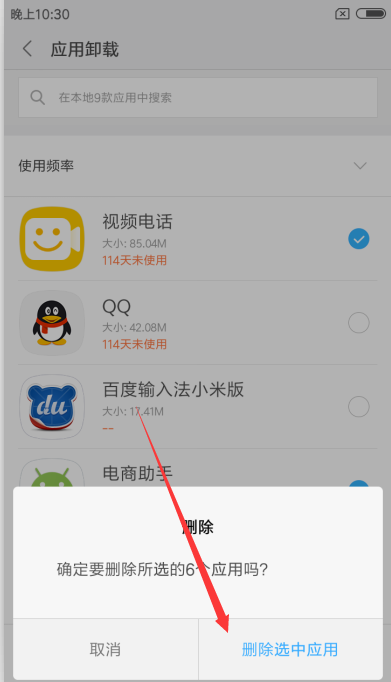 晚上10:30
应用卸载
在本地9款应用中搜索
使用频率
视频电话
大小: 85.04M
114天未使用
QQ
大小: 42.08M
114天未使用
百度输入法小米版
du
大小: 17.41M
--
电商助手
删除
确定要删除所选的6个应用吗?
取消
删除选中应用